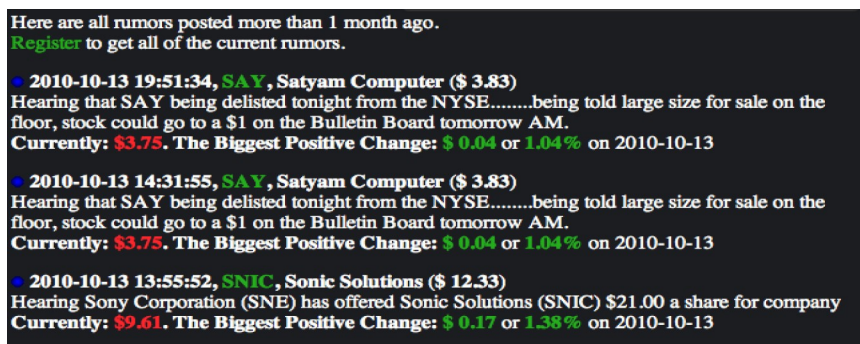 Here are all rumors posted more than 1 month ago.
Register to get all of the current rumors.
2010-10-13 19:51:34, SAY, Satyam Computer ($ 3.83)
Hearing that SAY being delisted tonight from the NYSE........being told large size for sale on the
floor, stock could go to a $1 on the Bulletin Board tomorrow AM.
Currently: $3.75. The Biggest Positive Change: $ 0.04 or 1.04% on 2010-10-13
2010-10-13 14:31:55, SAY, Satyam Computer ($ 3.83)
Hearing that SAY being delisted tonight from the NYSE........being told large size for sale on the
floor, stock could go to a $1 on the Bulletin Board tomorrow AM.
Currently: $3.75. The Biggest Positive Change: $ 0.04 or 1.04% on 2010-10-13
2010-10-13 13:55:52, SNIC, Sonic Solutions ($ 12.33)
Hearing Sony Corporation (SNE) has offered Sonic Solutions (SNIC) $21.00 a share for company
Currently: $9.61. The Biggest Positive Change: $ 0.17 or 1.38% on 2010-10-13